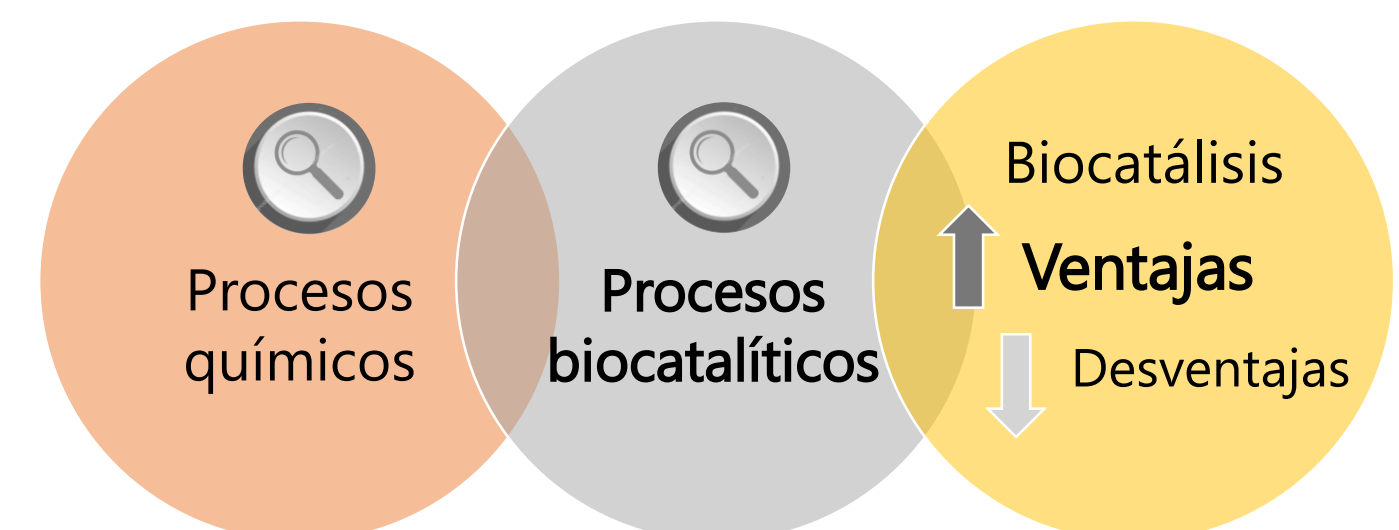 Procesos
químicos
Procesos
biocatalíticos
Biocatálisis
Ventajas
Desventajas